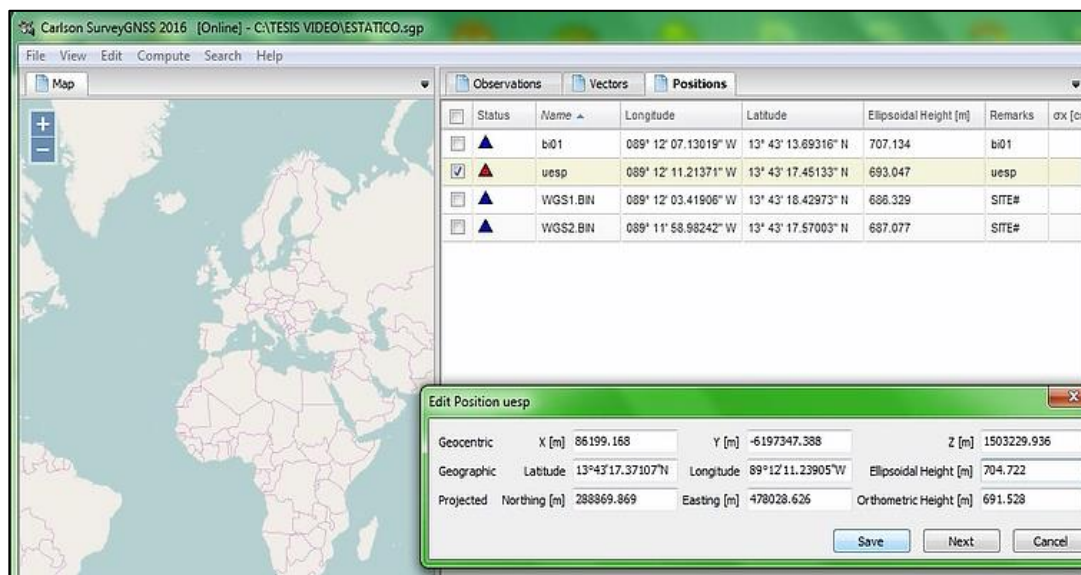 Carlson SurveyGNSS 2016 [Online] - C:\TESIS VIDEO\ESTATICO.sgp
File View Edit Compute Search Help
Map
Observations Vectors Positions
Status Name Longitude Latitude Ellipsoidal Height [m] Remarks
bi01 089° 12' 07.13019" W 13° 43' 13.69316" N 707.134 bi01
uesp 089° 12' 11.21371" W 13° 43' 17.45133" N 693.047 uesp
WGS1.BIN 089° 12' 03.41906" W 13° 43' 18.42973" N 686.329 SITE#
WGS2.BIN 089° 11' 58.98242" W 13° 43' 17.57003" N 687.077 SITE#
Edit Position uesp
Geocentric X [m] 86199.168 Y [m] -6197347.388 Z [m] 1503229.936
Geographic Latitude 13°43'17.37107"N Longitude 89°12'11.23905"W Ellipsoidal Height [m] 704.722
Projected Northing [m] 288869.869 Easting [m] 478028.626 Orthometric Height [m] 691.528
Save Next Cancel